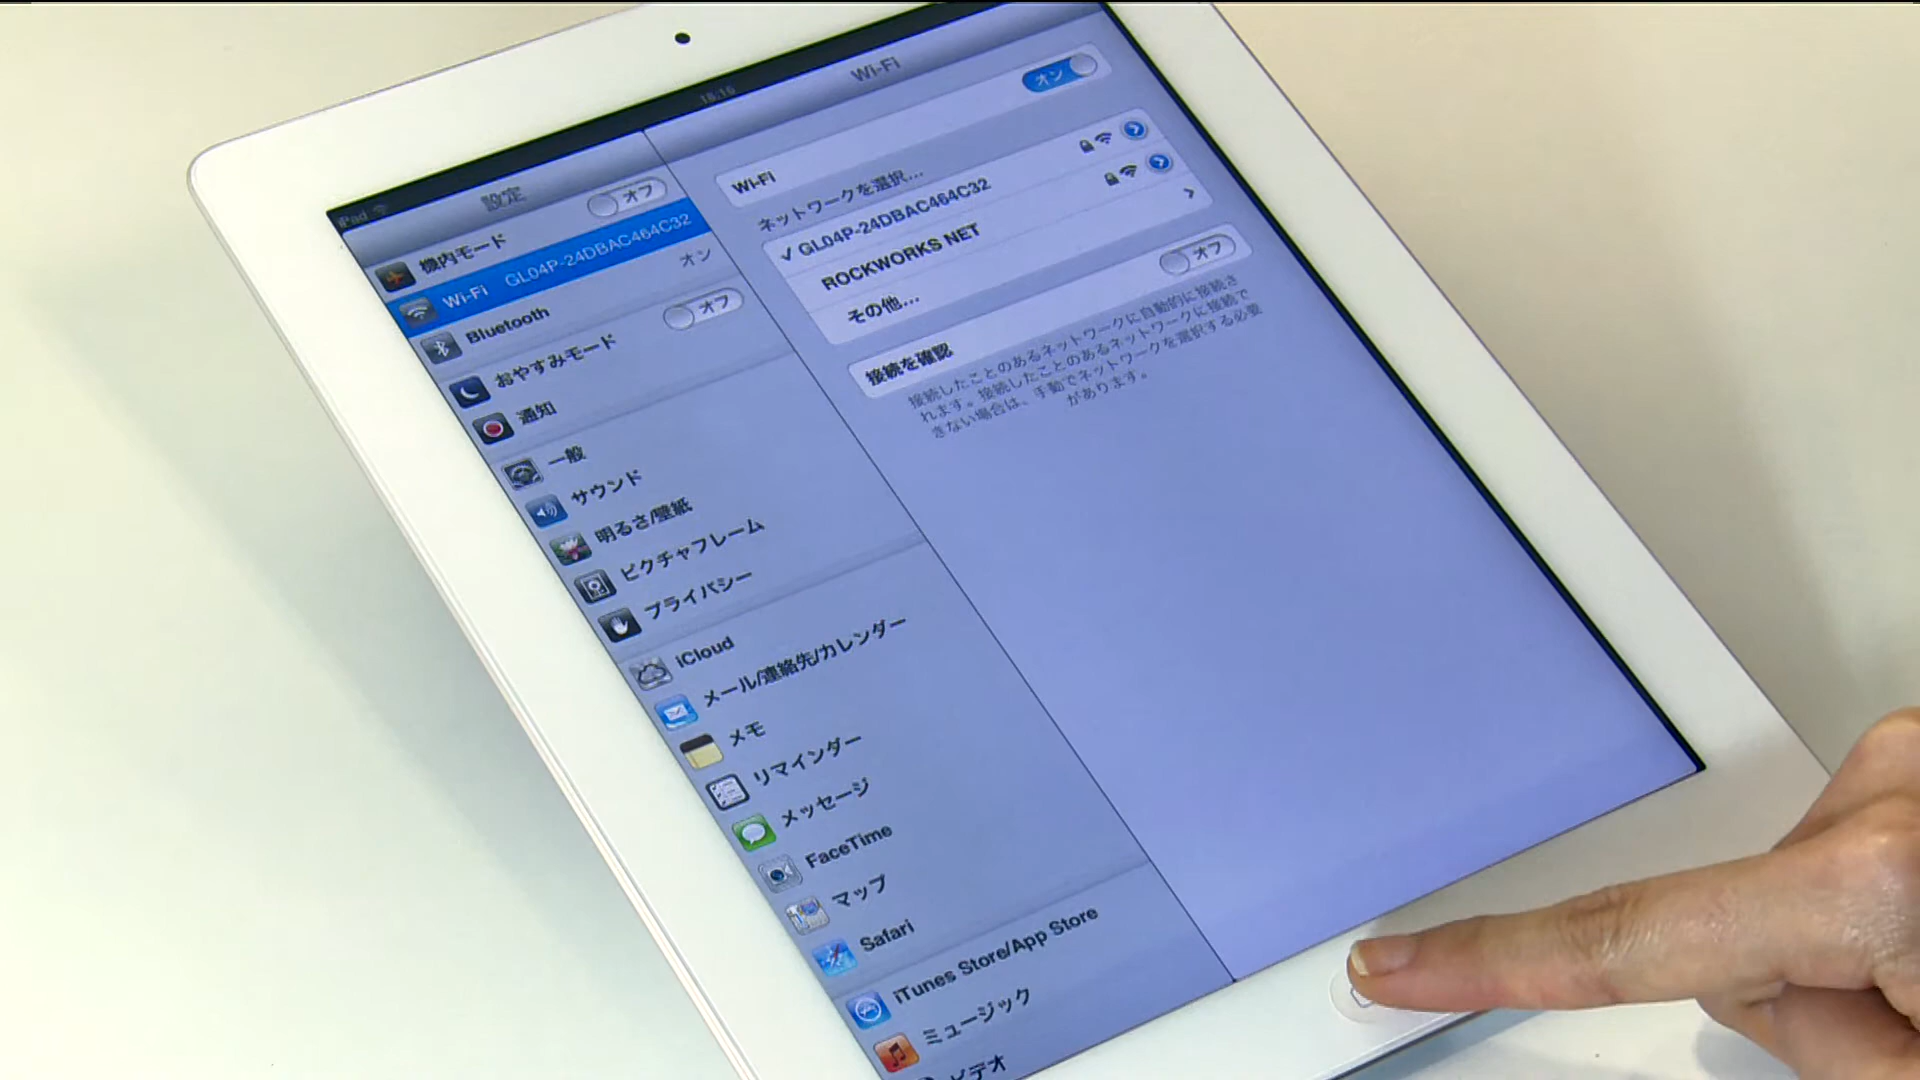 iPad
18:16
設定
機内モード オフ
Wi-Fi GL04P-24DBAC464C32
Bluetooth オン
おやすみモード オフ
通知
一般
サウンド
明るさ/壁紙
ピクチャフレーム
プライバシー
iCloud
メール/連絡先/カレンダー
メモ
リマインダー
メッセージ
FaceTime
マップ
Safari
iTunes Store/App Store
ミュージック
ビデオ
Wi-Fi
Wi-Fi オン
ネットワークを選択...
✓ GL04P-24DBAC464C32
ROCKWORKS NET
その他...
接続を確認 オフ
接続したことのあるネットワークに自動的に接続さ
れます。接続したことのあるネットワークに接続で
きない場合は、手動でネットワークを選択する必要
があります。